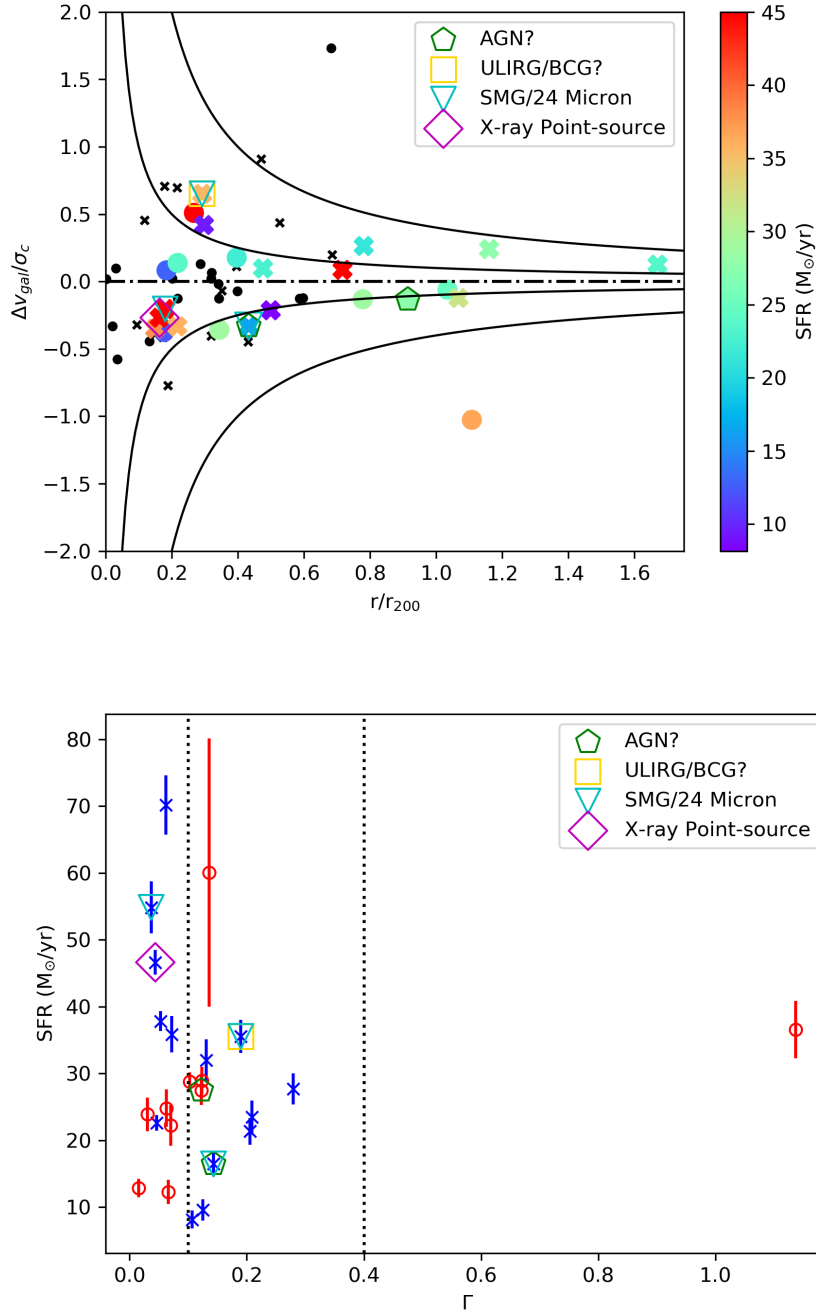 2.0
1.5
1.0
0.5
0.0
−0.5
−1.0
−1.5
−2.0
Δv_gal/σ_c
0.0 0.2 0.4 0.6 0.8 1.0 1.2 1.4 1.6
r/r_200
AGN?
ULIRG/BCG?
SMG/24 Micron
X-ray Point-source
45
40
35
30
25
20
15
10
SFR (M_⊙/yr)
80
70
60
50
40
30
20
10
SFR (M_⊙/yr)
AGN?
ULIRG/BCG?
SMG/24 Micron
X-ray Point-source
0.0 0.2 0.4 0.6 0.8 1.0
Γ